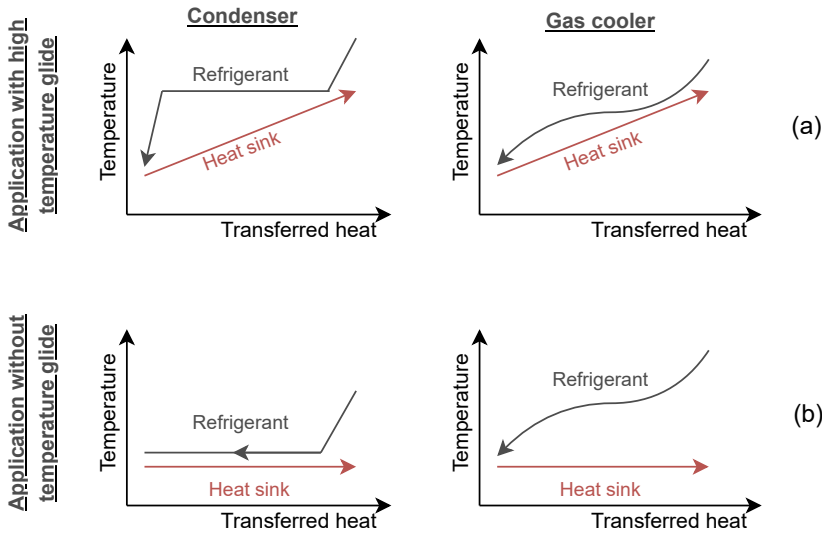 Condenser
Gas cooler
Application with high
temperature glide
Temperature
Refrigerant
Heat sink
Transferred heat
Temperature
Refrigerant
Heat sink
Transferred heat
(a)
Application without
temperature glide
Temperature
Refrigerant
Heat sink
Transferred heat
Temperature
Refrigerant
Heat sink
Transferred heat
(b)